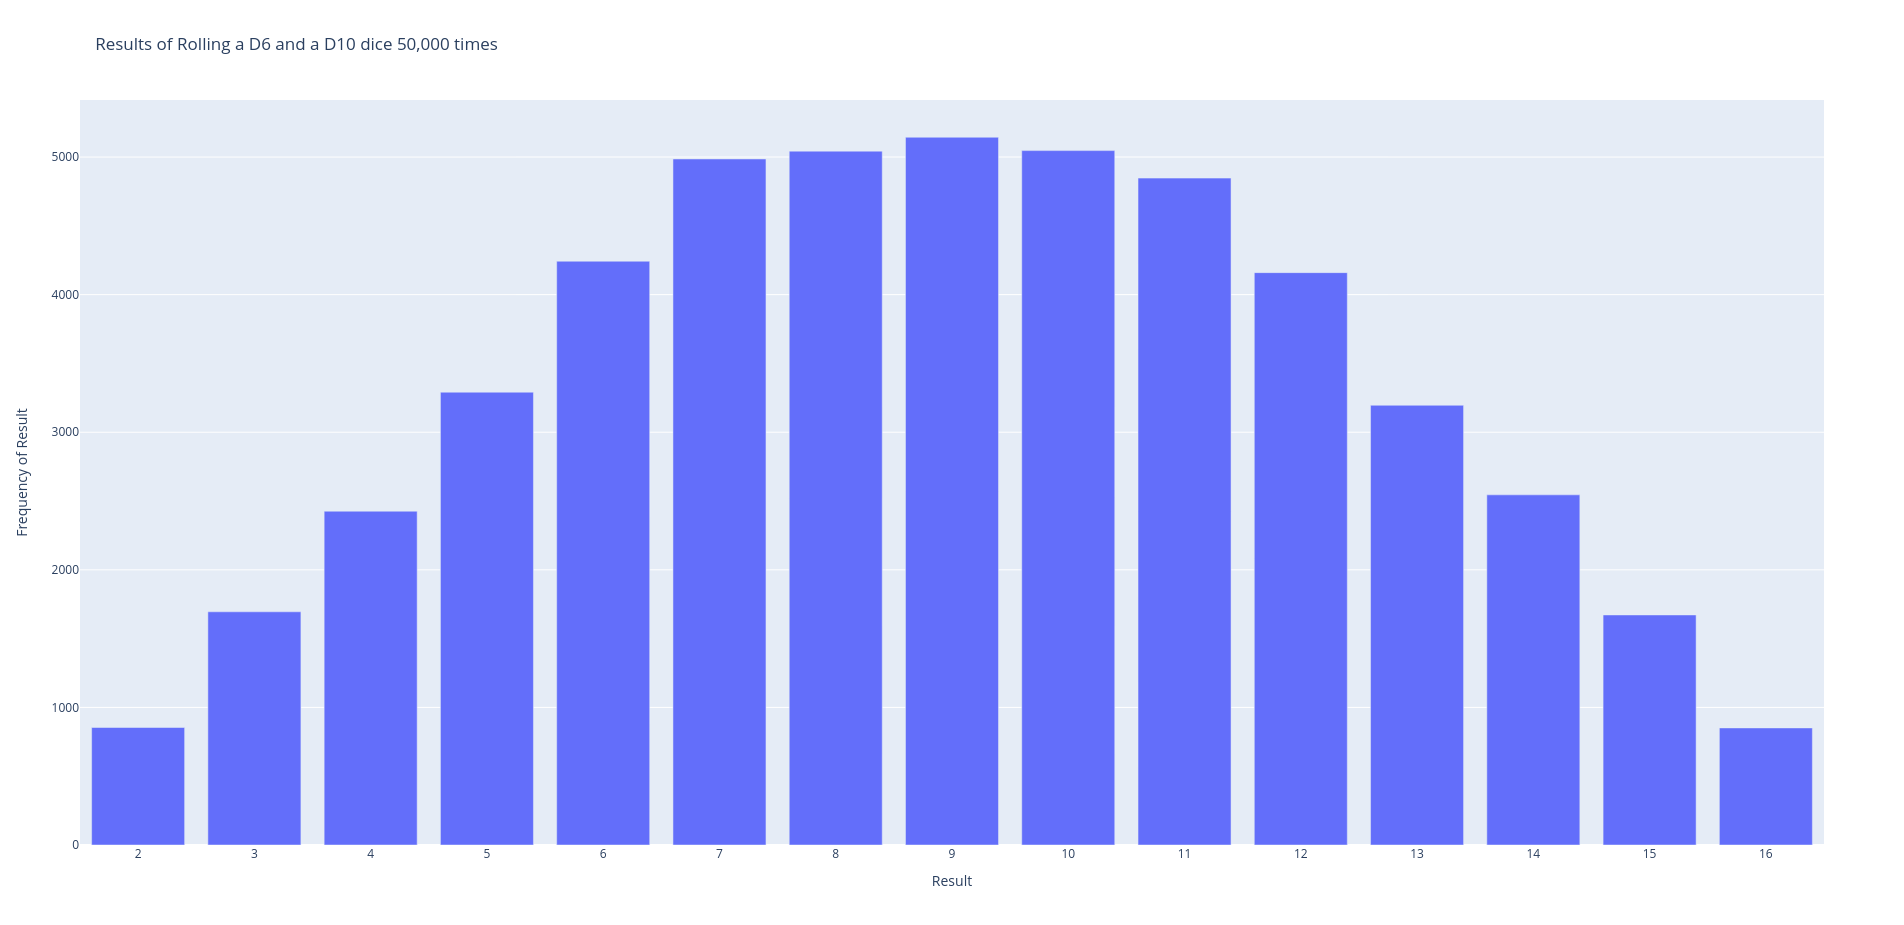 Results of Rolling a D6 and a D10 dice 50,000 times
Frequency of Result
5000
4000
3000
2000
1000
0
2 3 4 5 6 7 8 9 10 11 12 13 14 15 16
Result